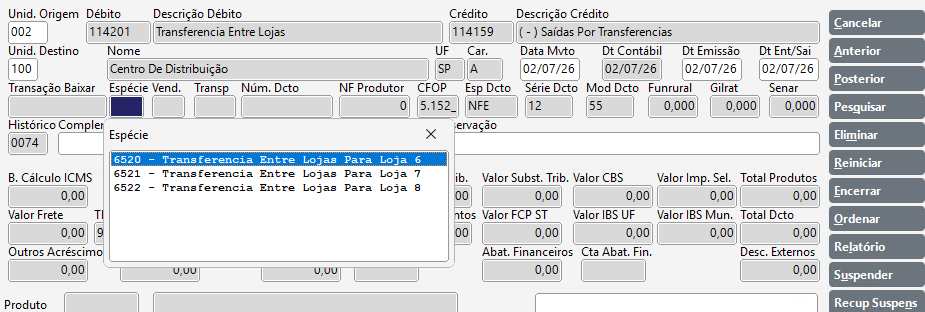 Unid. Origem Débito Descrição Débito Crédito Descrição Crédito
002 114201 Transferencia Entre Lojas 114159 ( - ) Saídas Por Transferencias
Unid. Destino Nome UF Car. Data Mvto Dt Contábil Dt Emissão Dt Ent/Sai
100 Centro De Distribuição SP A 02/07/26 02/07/26 02/07/26 02/07/26
Transação Baixar Espécie Vend. Transp Núm. Dcto NF Produtor CFOP Esp Dcto Série Dcto Mod Dcto Funrural Gilrat Senar
0 5.152_ NFE 12 55 0,000 0,000 0,000
Histórico Complem
0074
Espécie
6520 - Transferencia Entre Lojas Para Loja 6
6521 - Transferencia Entre Lojas Para Loja 7
6522 - Transferencia Entre Lojas Para Loja 8
B. Cálculo ICMS Valor Subst. Trib. Valor CBS Valor Imp. Sel. Total Produtos
0,00 0,00 0,00 0,00 0,00
Valor Frete Valor FCP ST Valor IBS UF Valor IBS Mun. Total Dcto
0,00 0,00 0,00 0,00 0,00
Outros Acréscimo Abat. Financeiros Cta Abat. Fin. Desc. Externos
0,00 0,00 0,00 0,00 0,00 0,00
Produto
Cancelar
Anterior
Posterior
Pesquisar
Eliminar
Reiniciar
Encerrar
Ordenar
Relatório
Suspender
Recup Suspens